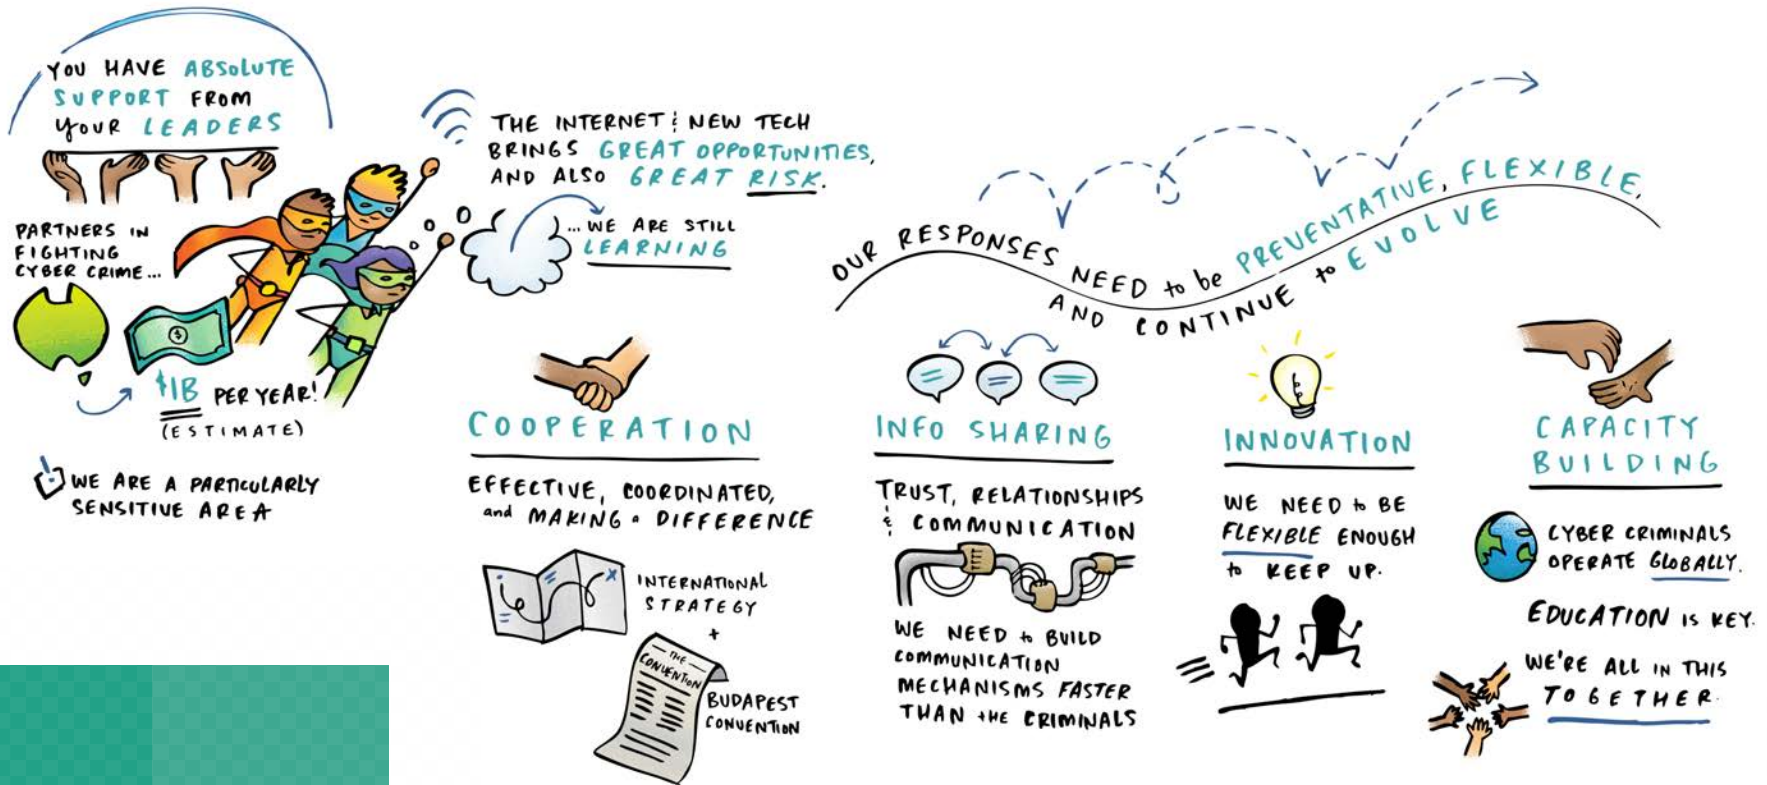 YOU HAVE ABSOLUTE
SUPPORT FROM
YOUR LEADERS
PARTNERS IN
FIGHTING
CYBER CRIME...
$
$1B PER YEAR!
(ESTIMATE)
WE ARE A PARTICULARLY
SENSITIVE AREA
THE INTERNET & NEW TECH
BRINGS GREAT OPPORTUNITIES,
AND ALSO GREAT RISK.
...WE ARE STILL
LEARNING
OUR RESPONSES NEED to be PREVENTATIVE, FLEXIBLE,
AND CONTINUE to EVOLVE
COOPERATION
EFFECTIVE, COORDINATED,
and MAKING a DIFFERENCE
INTERNATIONAL
STRATEGY
+
THE
CONVENTION
BUDAPEST
CONVENTION
INFO SHARING
TRUST, RELATIONSHIPS
& COMMUNICATION
WE NEED to BUILD
COMMUNICATION
MECHANISMS FASTER
THAN the CRIMINALS
INNOVATION
WE NEED to BE
FLEXIBLE ENOUGH
to KEEP UP.
CAPACITY
BUILDING
CYBER CRIMINALS
OPERATE GLOBALLY.
EDUCATION IS KEY.
WE'RE ALL IN THIS
TOGETHER.